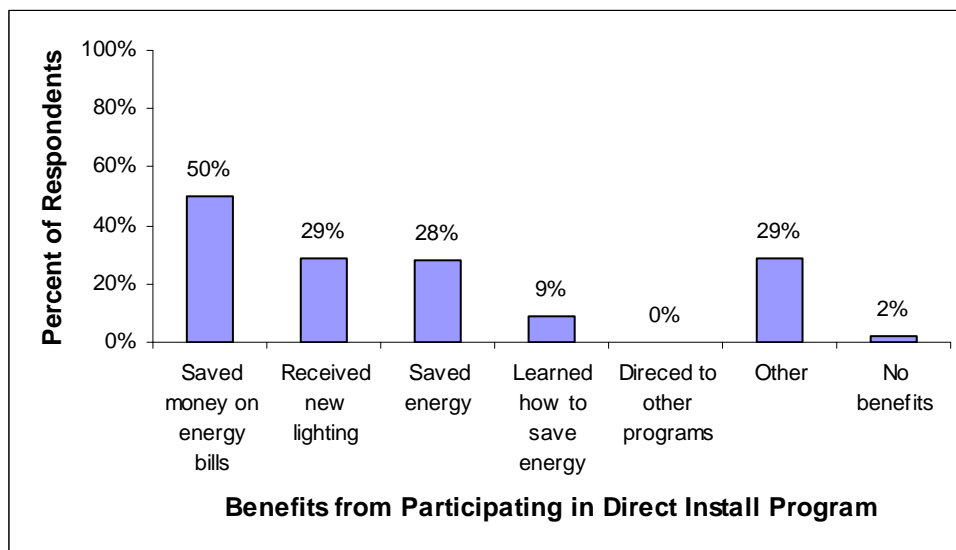 Percent of Respondents
100%
80%
60%
40%
20%
0%
50%
29%
28%
9%
0%
29%
2%
Saved
money on
energy
bills
Received
new
lighting
Saved
energy
Learned
how to
save
energy
Direced to
other
programs
Other
No
benefits
Benefits from Participating in Direct Install Program